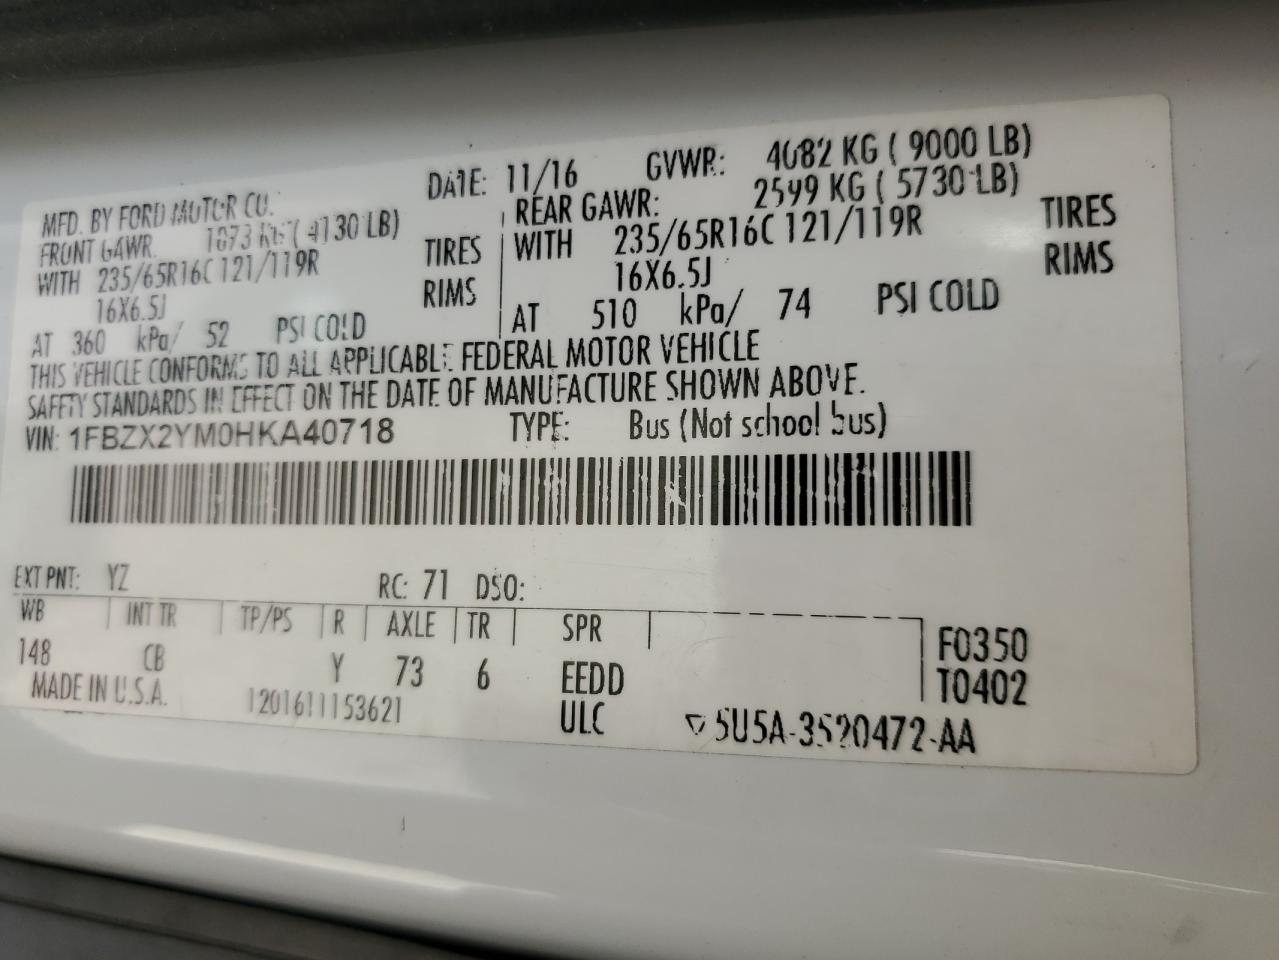 MFD. BY FORD MOTOR CO.
DATE: 11/16 GVWR: 4082 KG ( 9000 LB)
FRONT GAWR: 1873 KG ( 4130 LB) REAR GAWR: 2599 KG ( 5730 LB)
WITH 235/65R16C 121/119R TIRES WITH 235/65R16C 121/119R TIRES
16X6.5J RIMS 16X6.5J RIMS
AT 360 kPa/ 52 PSI COLD AT 510 kPa/ 74 PSI COLD
THIS VEHICLE CONFORMS TO ALL APPLICABLE FEDERAL MOTOR VEHICLE
SAFETY STANDARDS IN EFFECT ON THE DATE OF MANUFACTURE SHOWN ABOVE.
VIN: 1FBZX2YM0HKA40718 TYPE: Bus (Not school bus)
EXT PNT: YZ RC: 71 DSO:
WB INT TR TP/PS R AXLE TR SPR F0350
148 CB Y 73 6 EEDD T0402
MADE IN U.S.A. 1201611153621 ULC 5U5A-3520472-AA